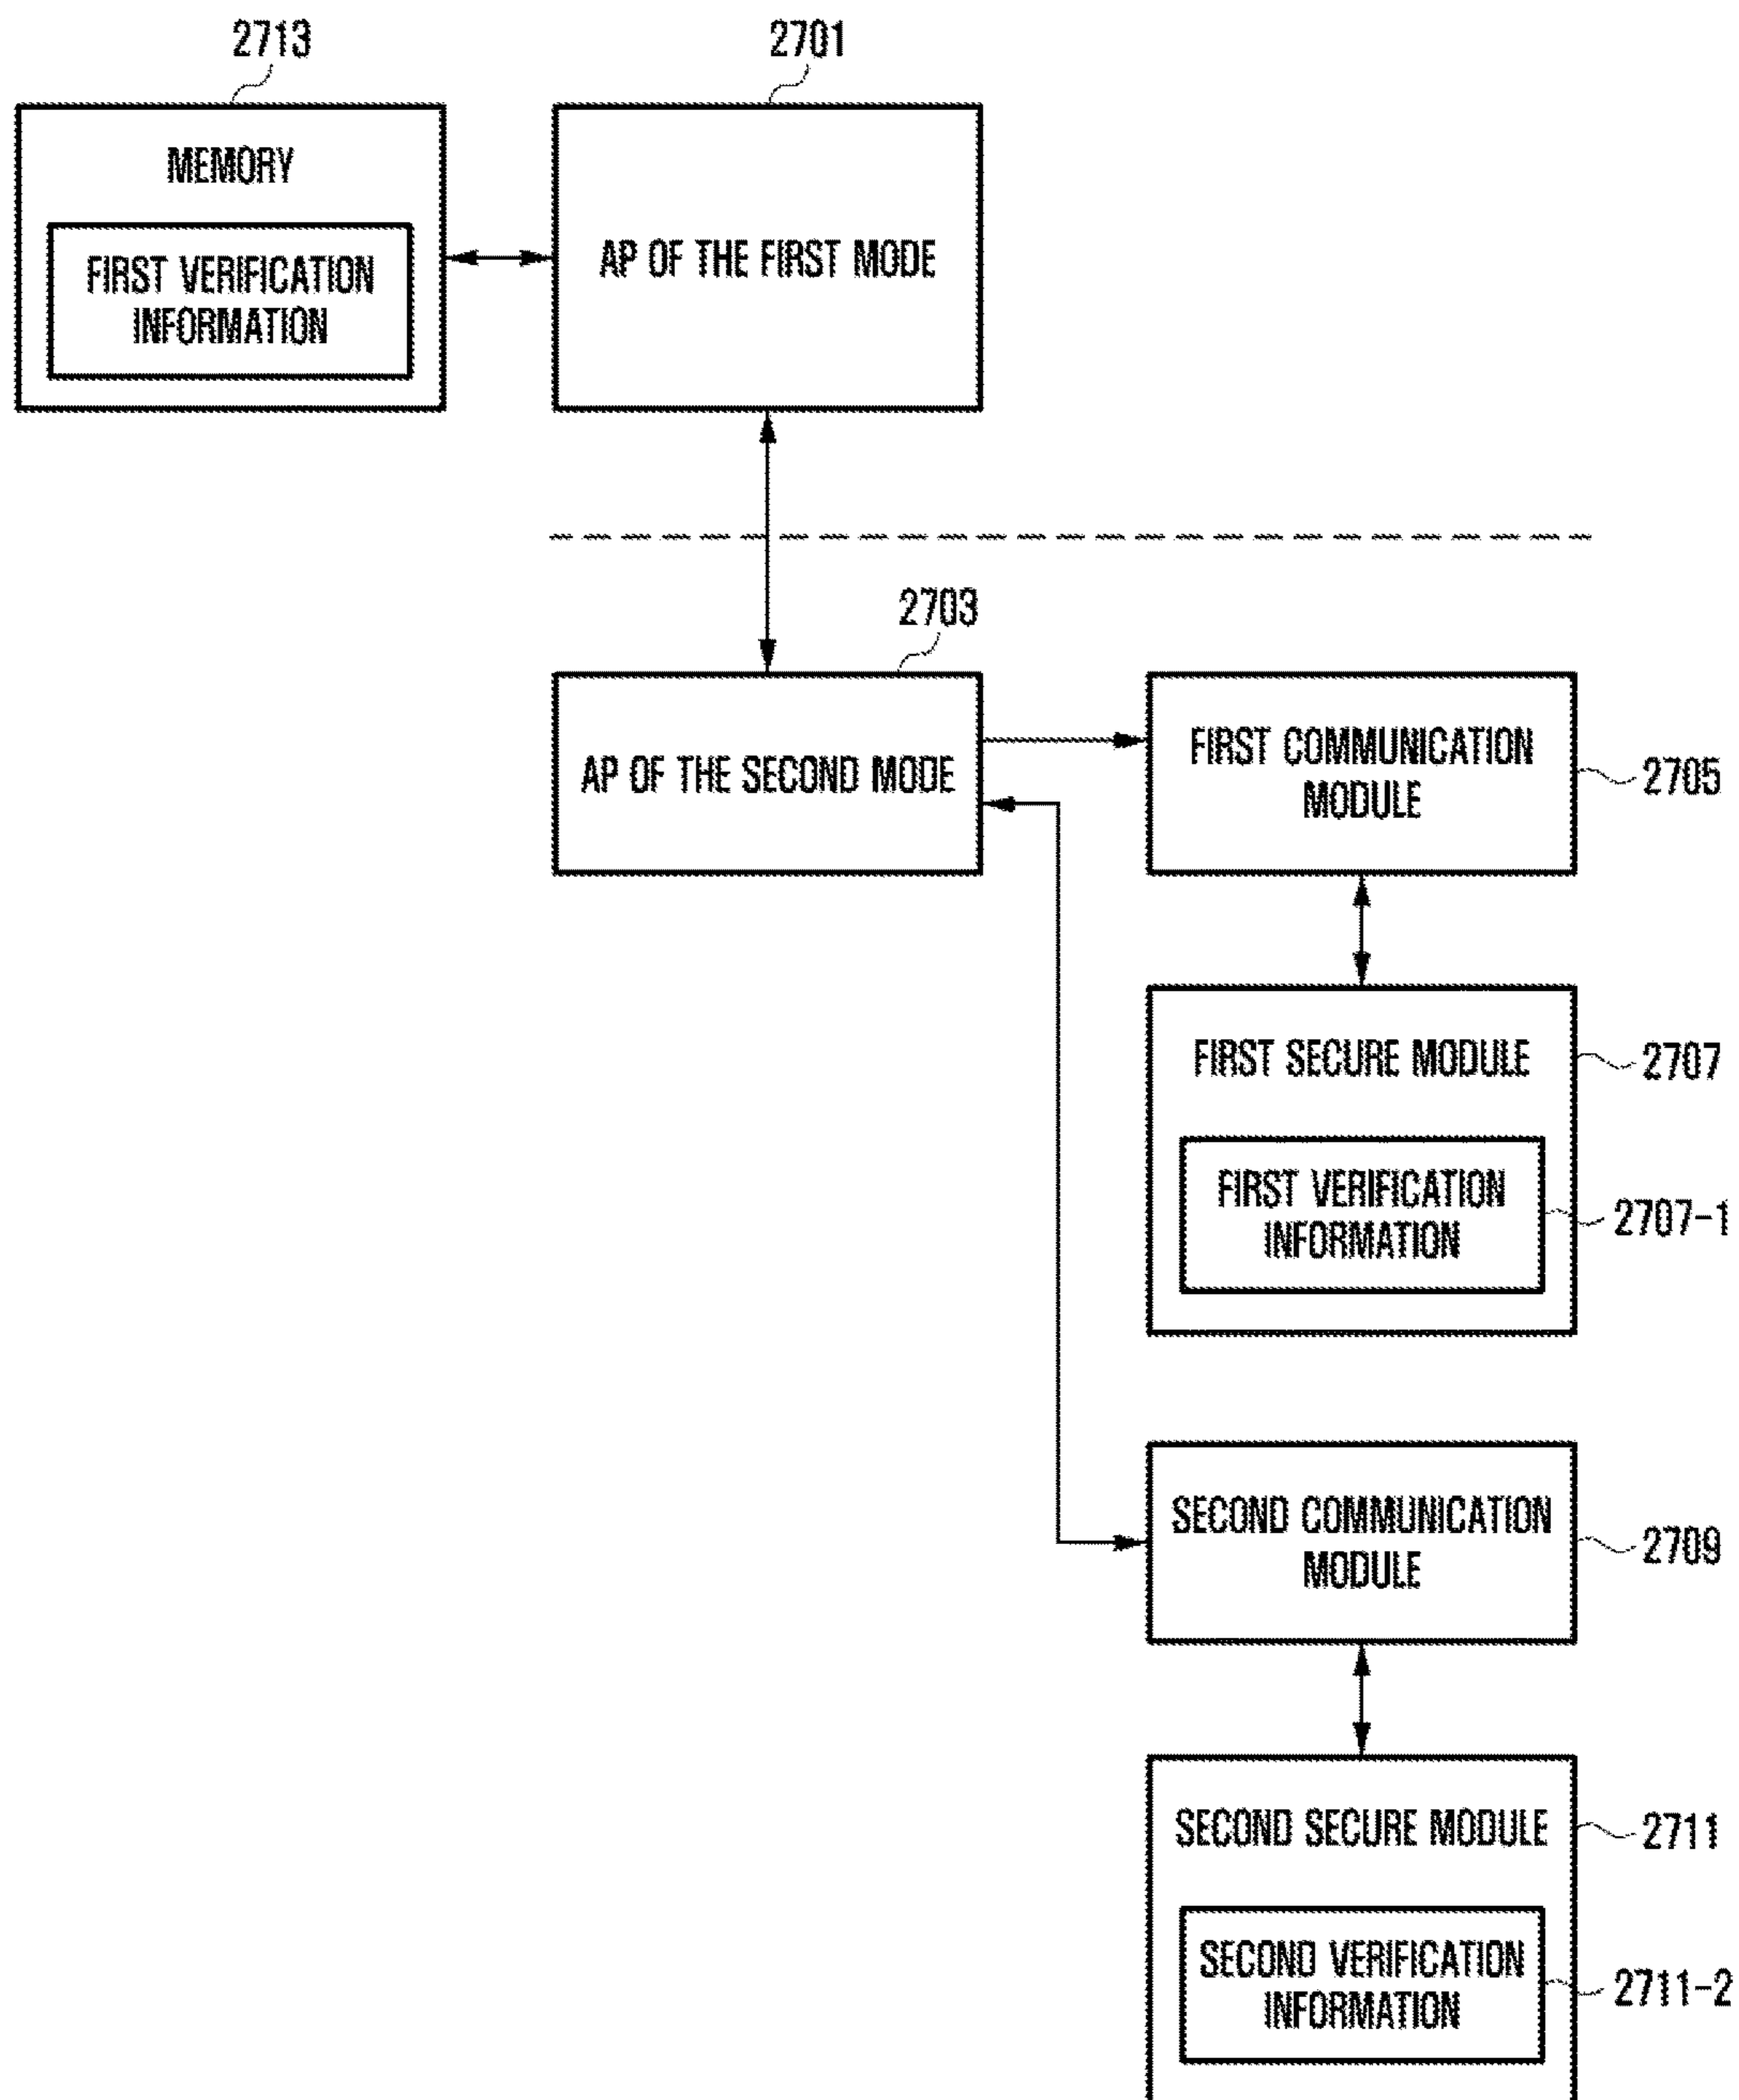 2713
2701
MEMORY
FIRST VERIFICATION
INFORMATION
AP OF THE FIRST MODE
2703
AP OF THE SECOND MODE
FIRST COMMUNICATION
MODULE
2705
FIRST SECURE MODULE
2707
FIRST VERIFICATION
INFORMATION
2707-1
SECOND COMMUNICATION
MODULE
2709
SECOND SECURE MODULE
2711
SECOND VERIFICATION
INFORMATION
2711-2